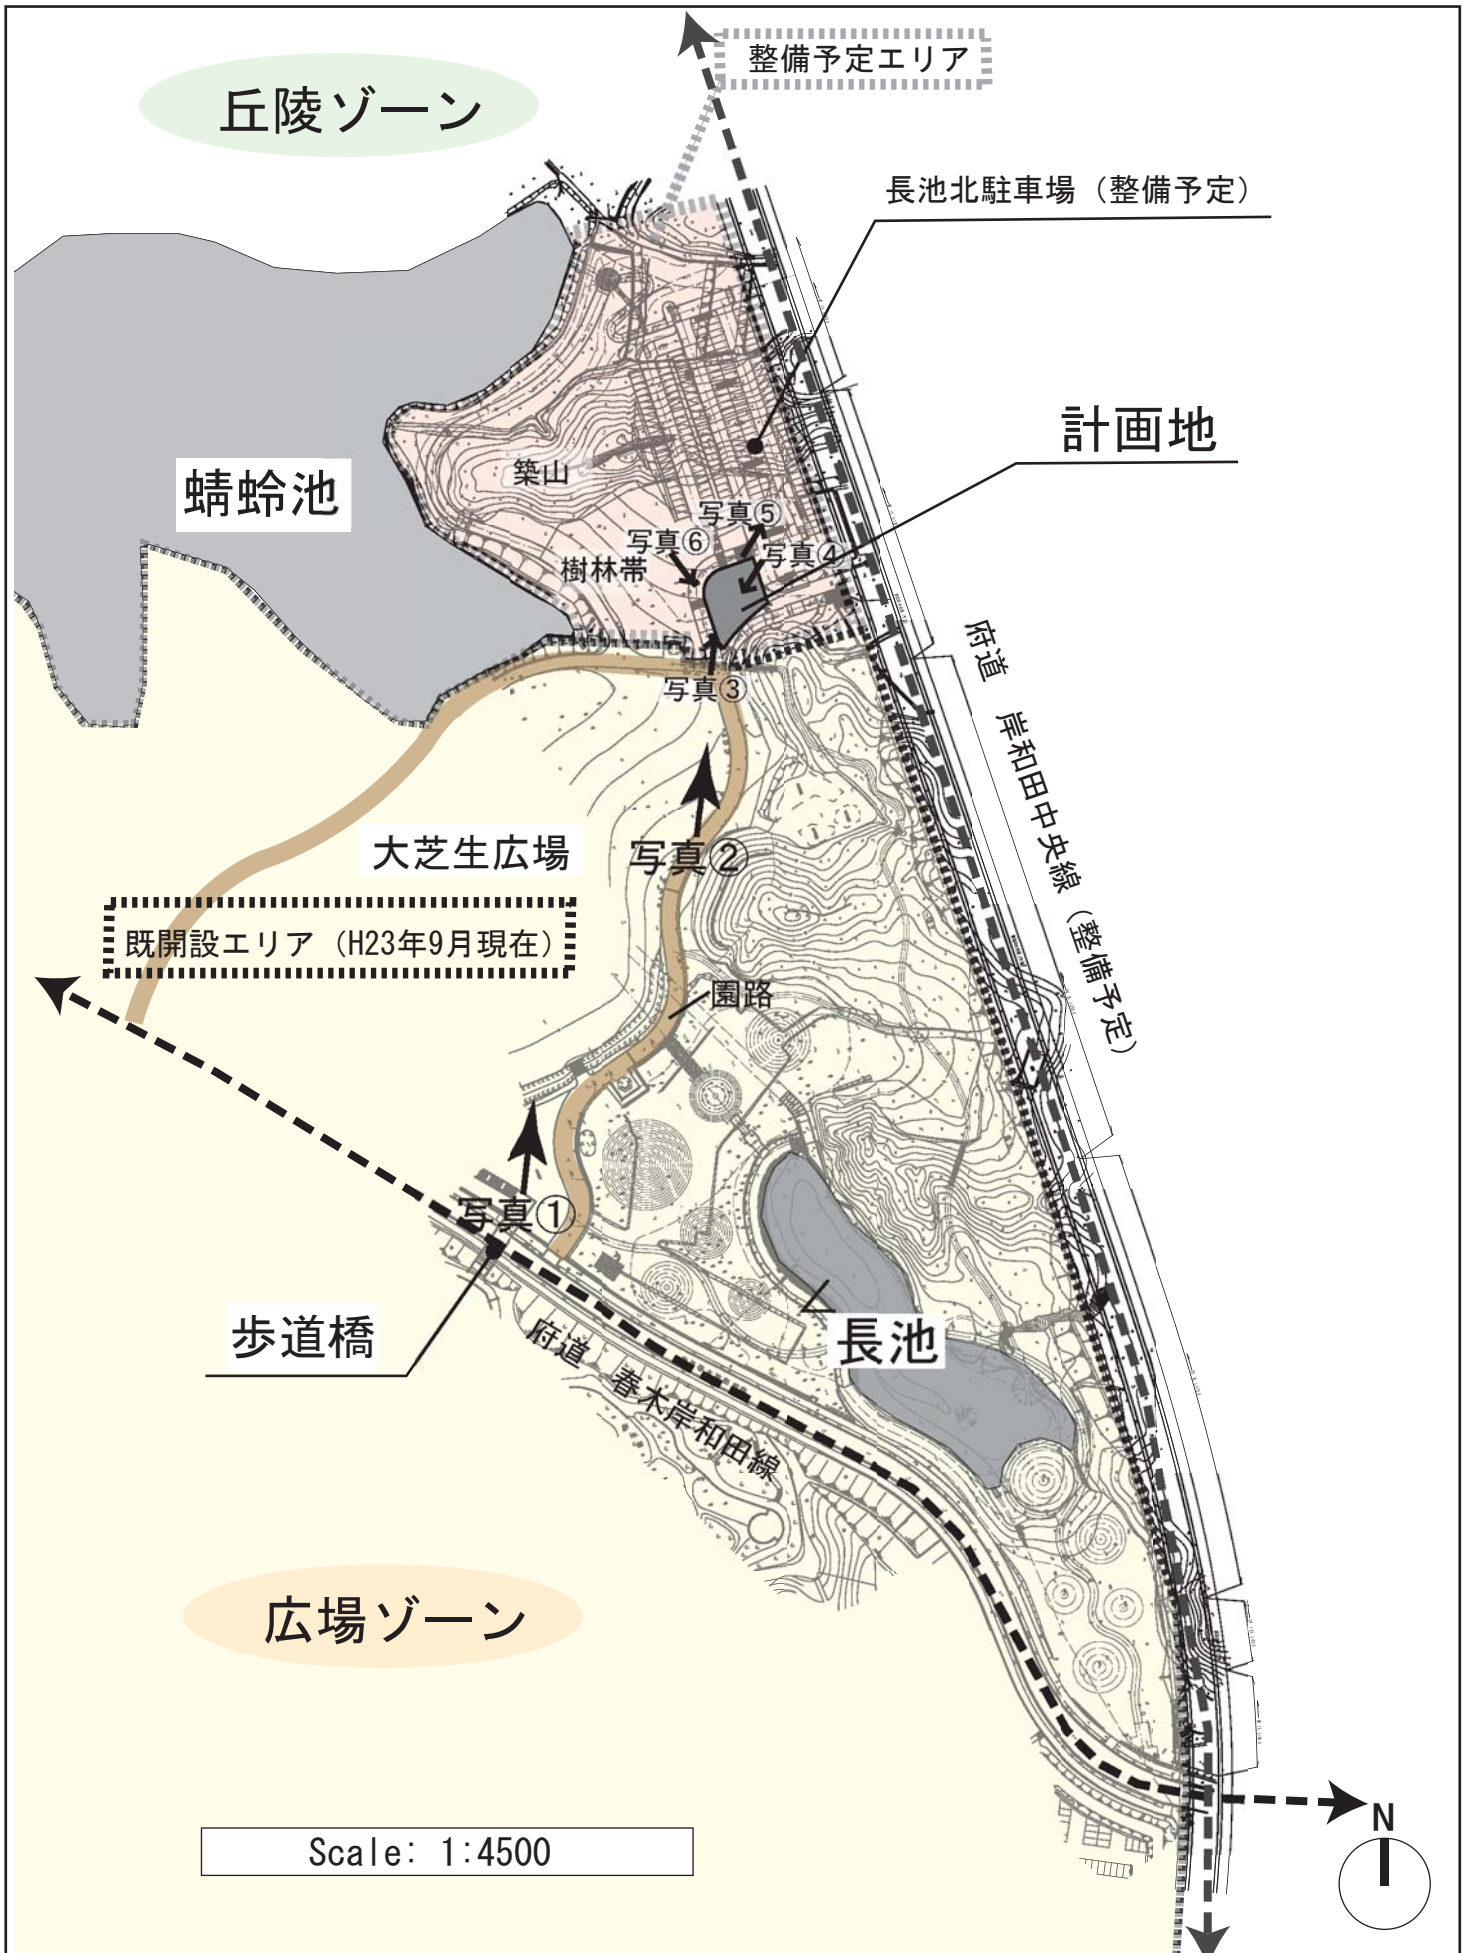 整備予定エリア
丘陵ゾーン
長池北駐車場（整備予定）
計画地
蜻蛉池
築山
写真⑤
写真⑥
写真④
樹林帯
写真③
府道　岸和田中央線（整備予定）
大芝生広場
写真②
既開設エリア（H23年9月現在）
園路
写真①
歩道橋
長池
府道　春木岸和田線
広場ゾーン
Scale: 1:4500
N